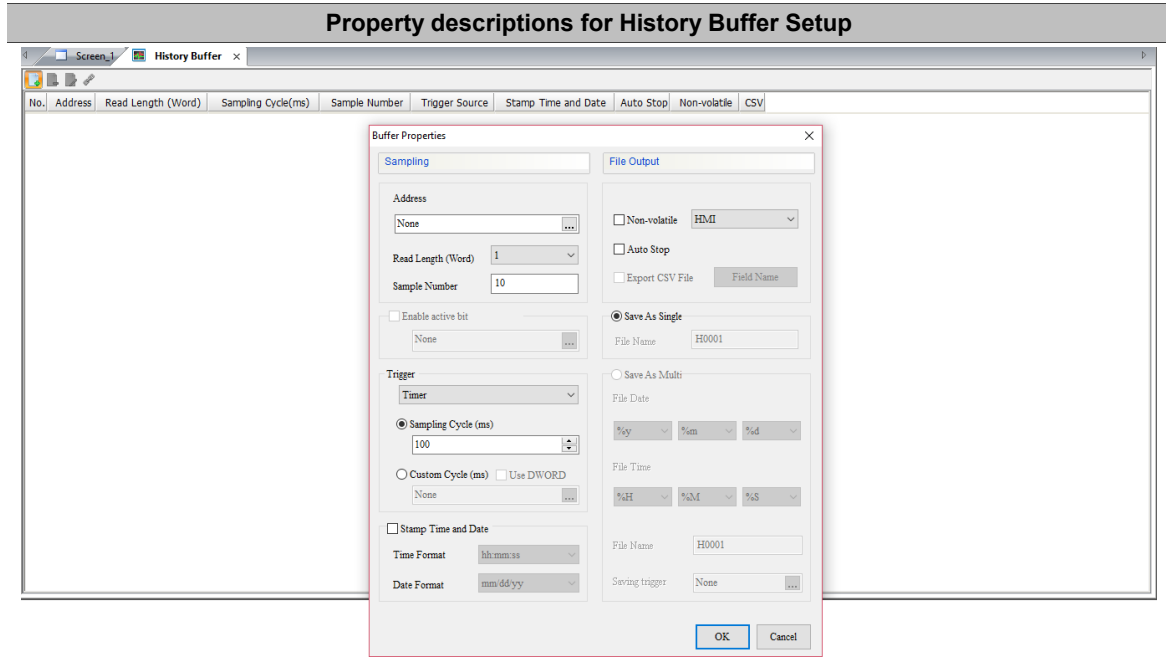 Property descriptions for History Buffer Setup
Screen_1 History Buffer ×
No. Address Read Length (Word) Sampling Cycle(ms) Sample Number Trigger Source Stamp Time and Date Auto Stop Non-volatile CSV
Buffer Properties
Sampling
Address
None ...
Read Length (Word) 1
Sample Number 10
Enable active bit
None ...
Trigger
Timer
Sampling Cycle (ms)
100
Custom Cycle (ms) Use DWORD
None ...
Stamp Time and Date
Time Format hh:mm:ss
Date Format mm/dd/yy
File Output
Non-volatile HMI
Auto Stop
Export CSV File Field Name
Save As Single
File Name H0001
Save As Multi
File Date
%y %m %d
File Time
%H %M %S
File Name H0001
Saving trigger None ...
OK Cancel